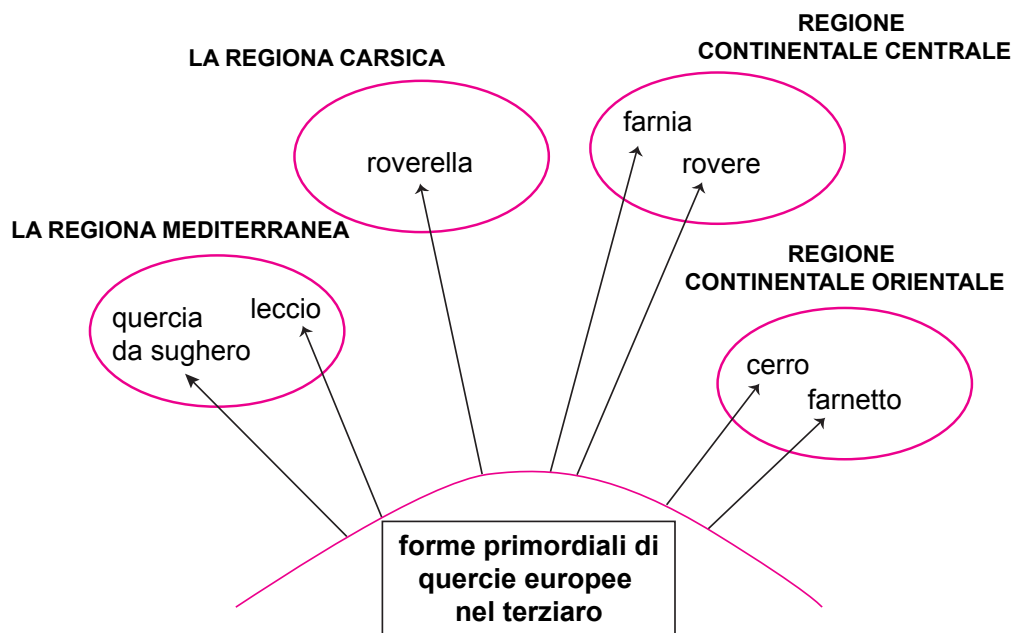 REGIONE
CONTINENTALE CENTRALE
LA REGIONA CARSICA
farnia
rovere
roverella
LA REGIONA MEDITERRANEA
quercia
da sughero
leccio
REGIONE
CONTINENTALE ORIENTALE
cerro
farnetto
forme primordiali di
quercie europee
nel terziaro